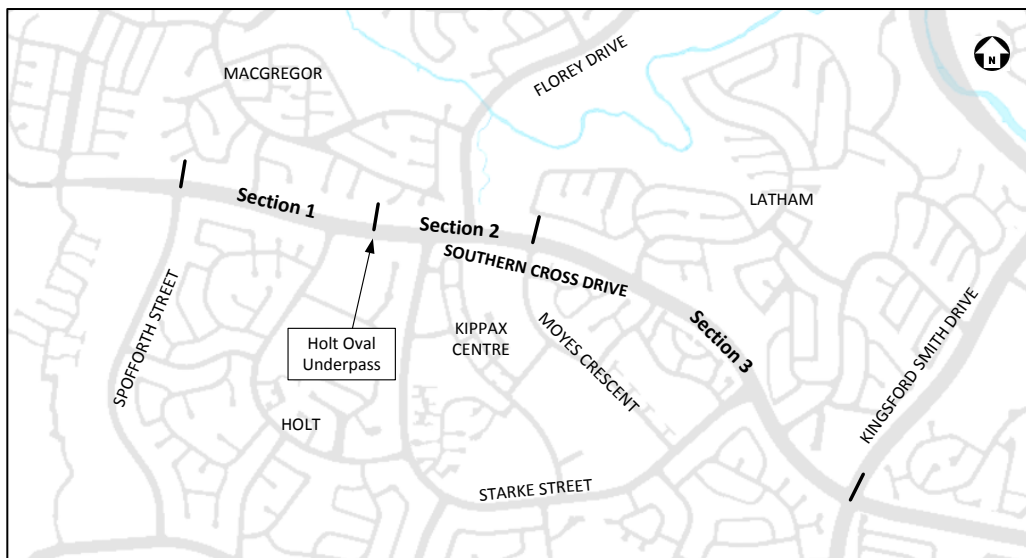 MACGREGOR
FLOREY DRIVE
N
Section 1
Section 2
LATHAM
SOUTHERN CROSS DRIVE
SPOFFORTH STREET
Holt Oval
Underpass
KIPPAX
CENTRE
MOYES CRESCENT
Section 3
KINGSFORD SMITH DRIVE
HOLT
STARKE STREET